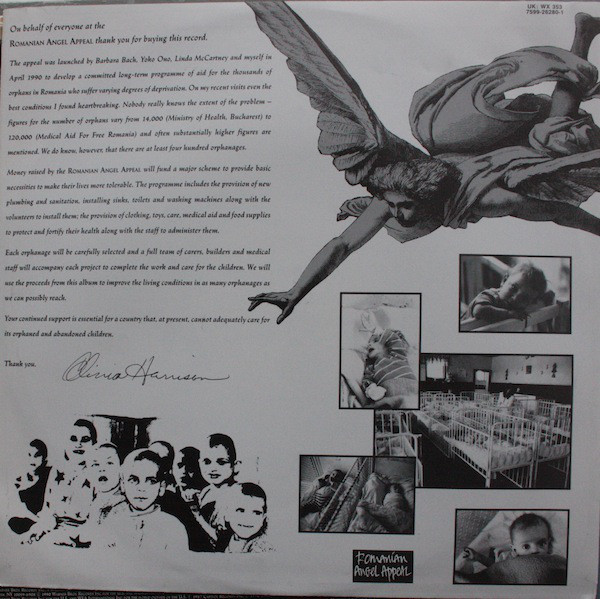 On behalf of everyone at the
ROMANIAN ANGEL APPEAL thank you for buying this record.
The appeal was launched by Barbara Bach, Yoko Ono, Linda McCartney and myself in
April 1990 to develop a committed long-term programme of aid for the thousands of
orphans in Romania who suffer varying degrees of deprivation. On my recent visits even the
best conditions I found heartbreaking. Nobody really knows the extent of the problem –
figures for the number of orphans vary from 14,000 (Ministry of Health, Bucharest) to
120,000 (Medical Aid For Free Romania) and often substantially higher figures are
mentioned. We do know, however, that there are at least four hundred orphanages.
Money raised by the ROMANIAN ANGEL APPEAL will fund a major scheme to provide basic
necessities to make their lives more tolerable. The programme includes the provision of new
plumbing and sanitation, installing sinks, toilets and washing machines along with the
volunteers to install them; the provision of clothing, toys, care, medical aid and food supplies
to protect and fortify their health along with the staff to administer them.
Each orphanage will be carefully selected and a full team of carers, builders and medical
staff will accompany each project to complete the work and care for the children. We will
use the proceeds from this album to improve the living conditions in as many orphanages as
we can possibly reach.
Your continued support is essential for a country that, at present, cannot adequately care for
its orphaned and abandoned children.
Thank you,
Olivia Harrison
UK: WX 353
7599-26280-1
Romanian
Angel Appeal